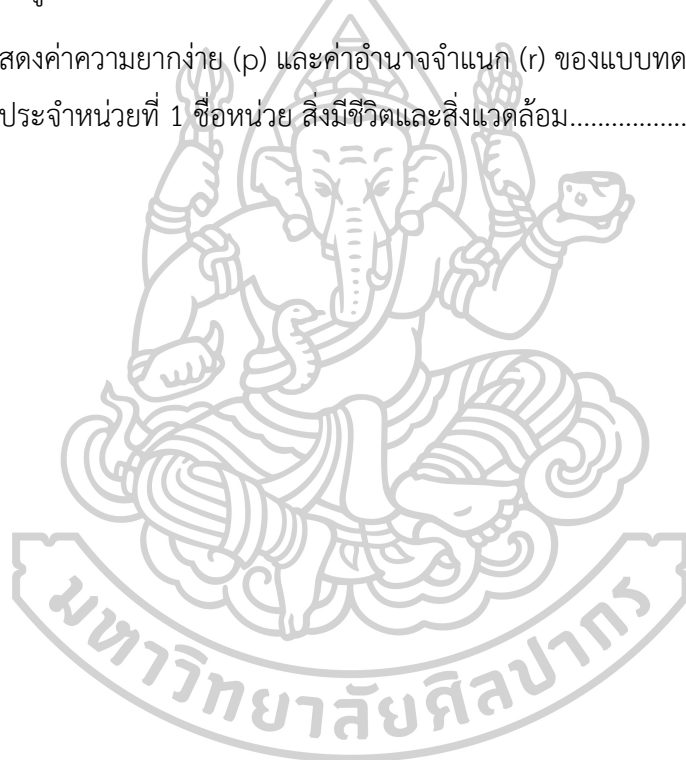 สดงค่าความยากง่าย (p) และค่าอำนาจจำแนก (r) ของแบบทด
ประจำหน่วยที่ 1 ชื่อหน่วย สิ่งมีชีวิตและสิ่งแวดล้อม.................
มหาวิทยาลัยศิลปากร